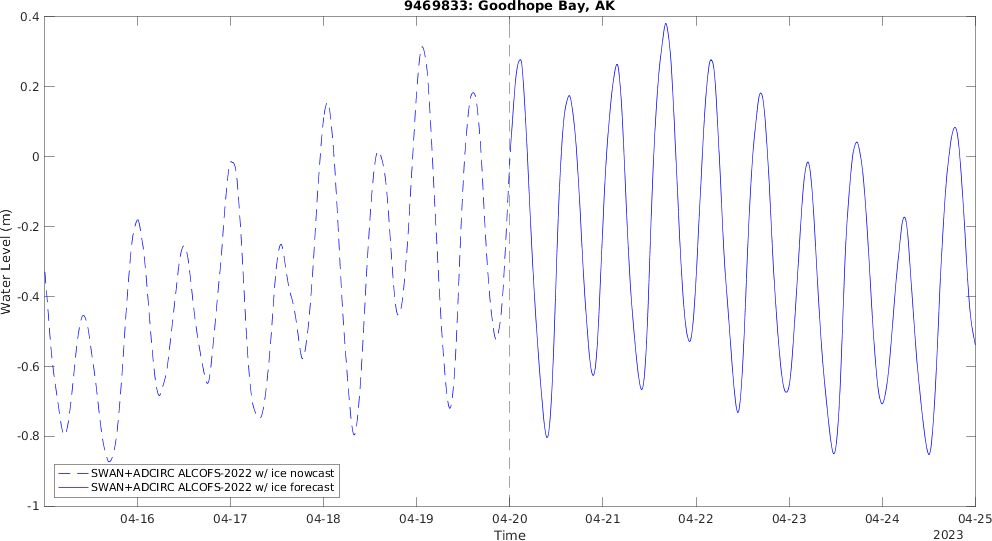 9469833: Goodhope Bay, AK
Water Level (m)
0.4
0.2
0
-0.2
-0.4
-0.6
-0.8
-1
SWAN+ADCIRC ALCOFS-2022 w/ ice nowcast
SWAN+ADCIRC ALCOFS-2022 w/ ice forecast
04-16 04-17 04-18 04-19 04-20 04-21 04-22 04-23 04-24 04-25
Time
2023